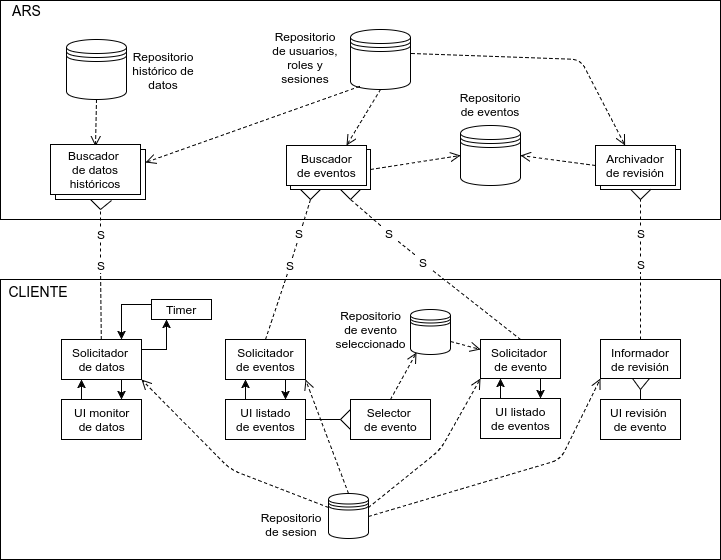 ARS
Repositorio
histórico de
datos
Repositorio
de usuarios,
roles y
sesiones
Repositorio
de eventos
Buscador
de datos
históricos
Buscador
de eventos
Archivador
de revisión
S
S
S
S
S
S
S
S
CLIENTE
Timer
Repositorio
de evento
seleccionado
Solicitador
de datos
Solicitador
de eventos
Solicitador
de evento
Informador
de revisión
UI monitor
de datos
UI listado
de eventos
Selector
de evento
UI listado
de eventos
UI revisión
de evento
Repositorio
de sesion